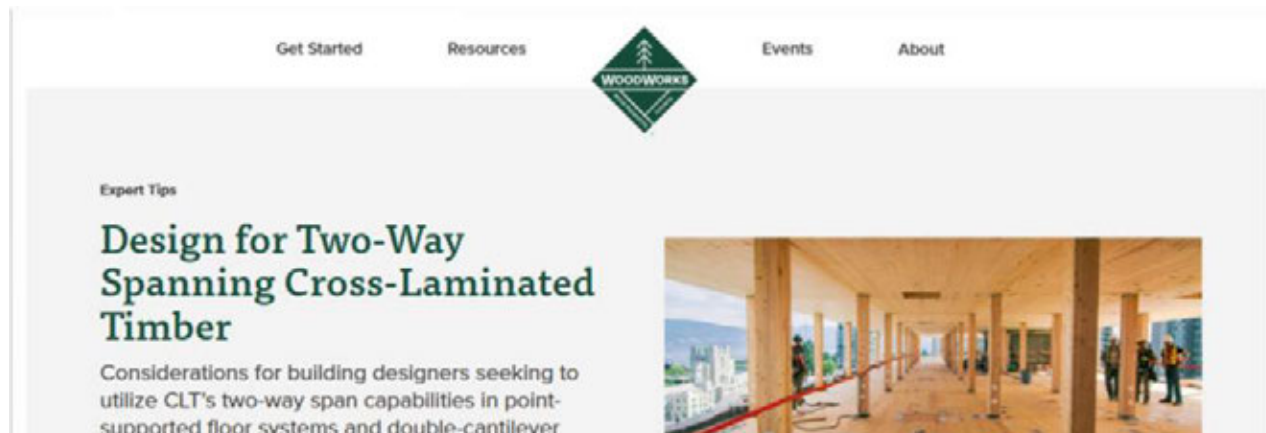 Get Started Resources Events About
WOODWORKS
Expert Tips
Design for Two-Way
Spanning Cross-Laminated
Timber
Considerations for building designers seeking to
utilize CLT's two-way span capabilities in point-
supported floor systems and double-cantilever